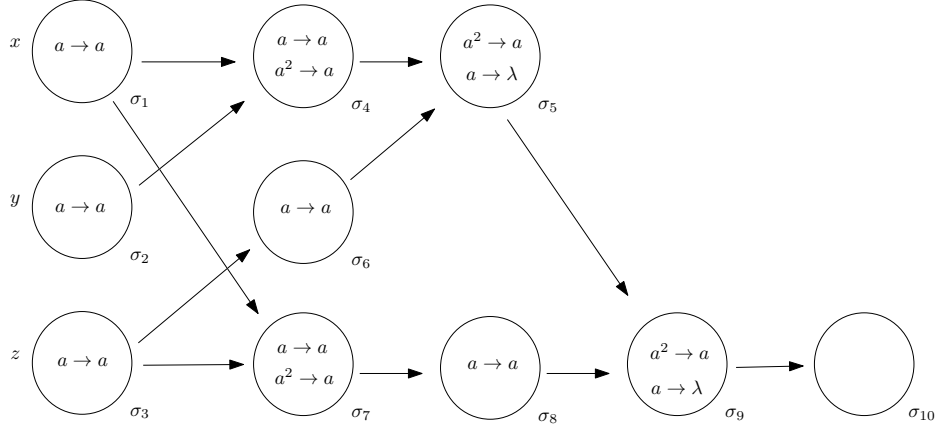 x
a → a
σ₁
a → a
a² → a
σ₄
a² → a
a → λ
σ₅
y
a → a
σ₂
a → a
σ₆
z
a → a
σ₃
a → a
a² → a
σ₇
a → a
σ₈
a² → a
a → λ
σ₉
σ₁₀